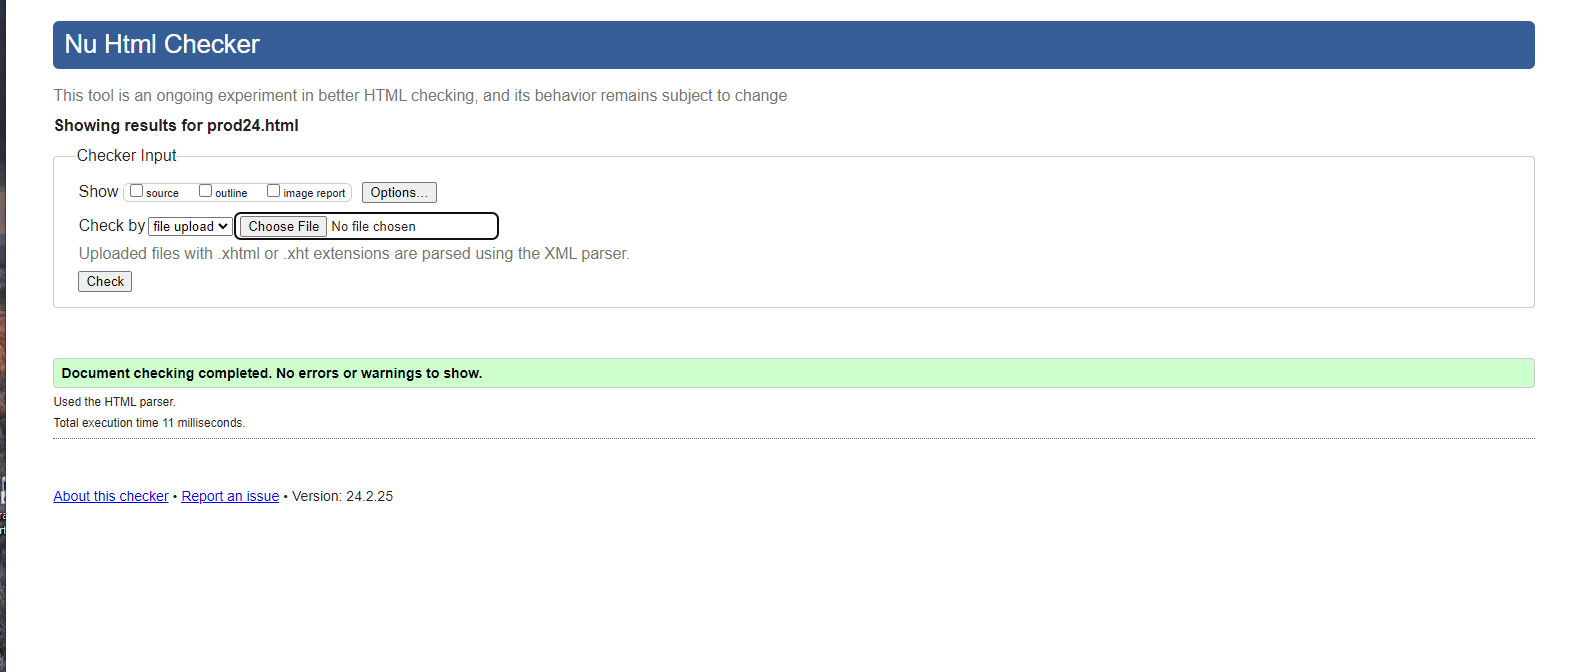 Nu Html Checker
This tool is an ongoing experiment in better HTML checking, and its behavior remains subject to change
Showing results for prod24.html
Checker Input
Show source outline image report Options...
Check by file upload Choose File No file chosen
Uploaded files with .xhtml or .xht extensions are parsed using the XML parser.
Check
Document checking completed. No errors or warnings to show.
Used the HTML parser.
Total execution time 11 milliseconds.
About this checker • Report an issue • Version: 24.2.25